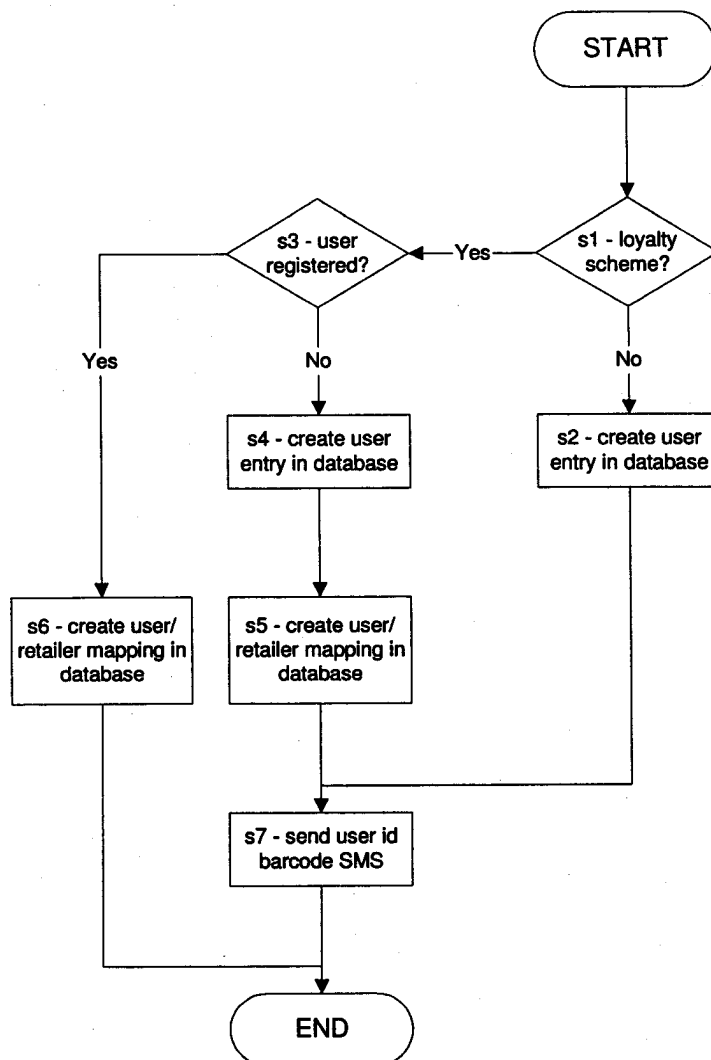 START
s3 - user
registered?
Yes
s1 - loyalty
scheme?
Yes
No
No
s4 - create user
entry in database
s2 - create user
entry in database
s6 - create user/
retailer mapping in
database
s5 - create user/
retailer mapping in
database
s7 - send user id
barcode SMS
END